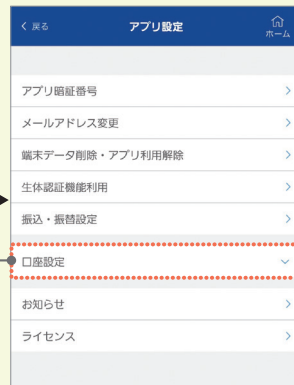 戻る
アプリ設定
ホーム
アプリ暗証番号
メールアドレス変更
端末データ削除・アプリ利用解除
生体認証機能利用
振込・振替設定
口座設定
お知らせ
ライセンス